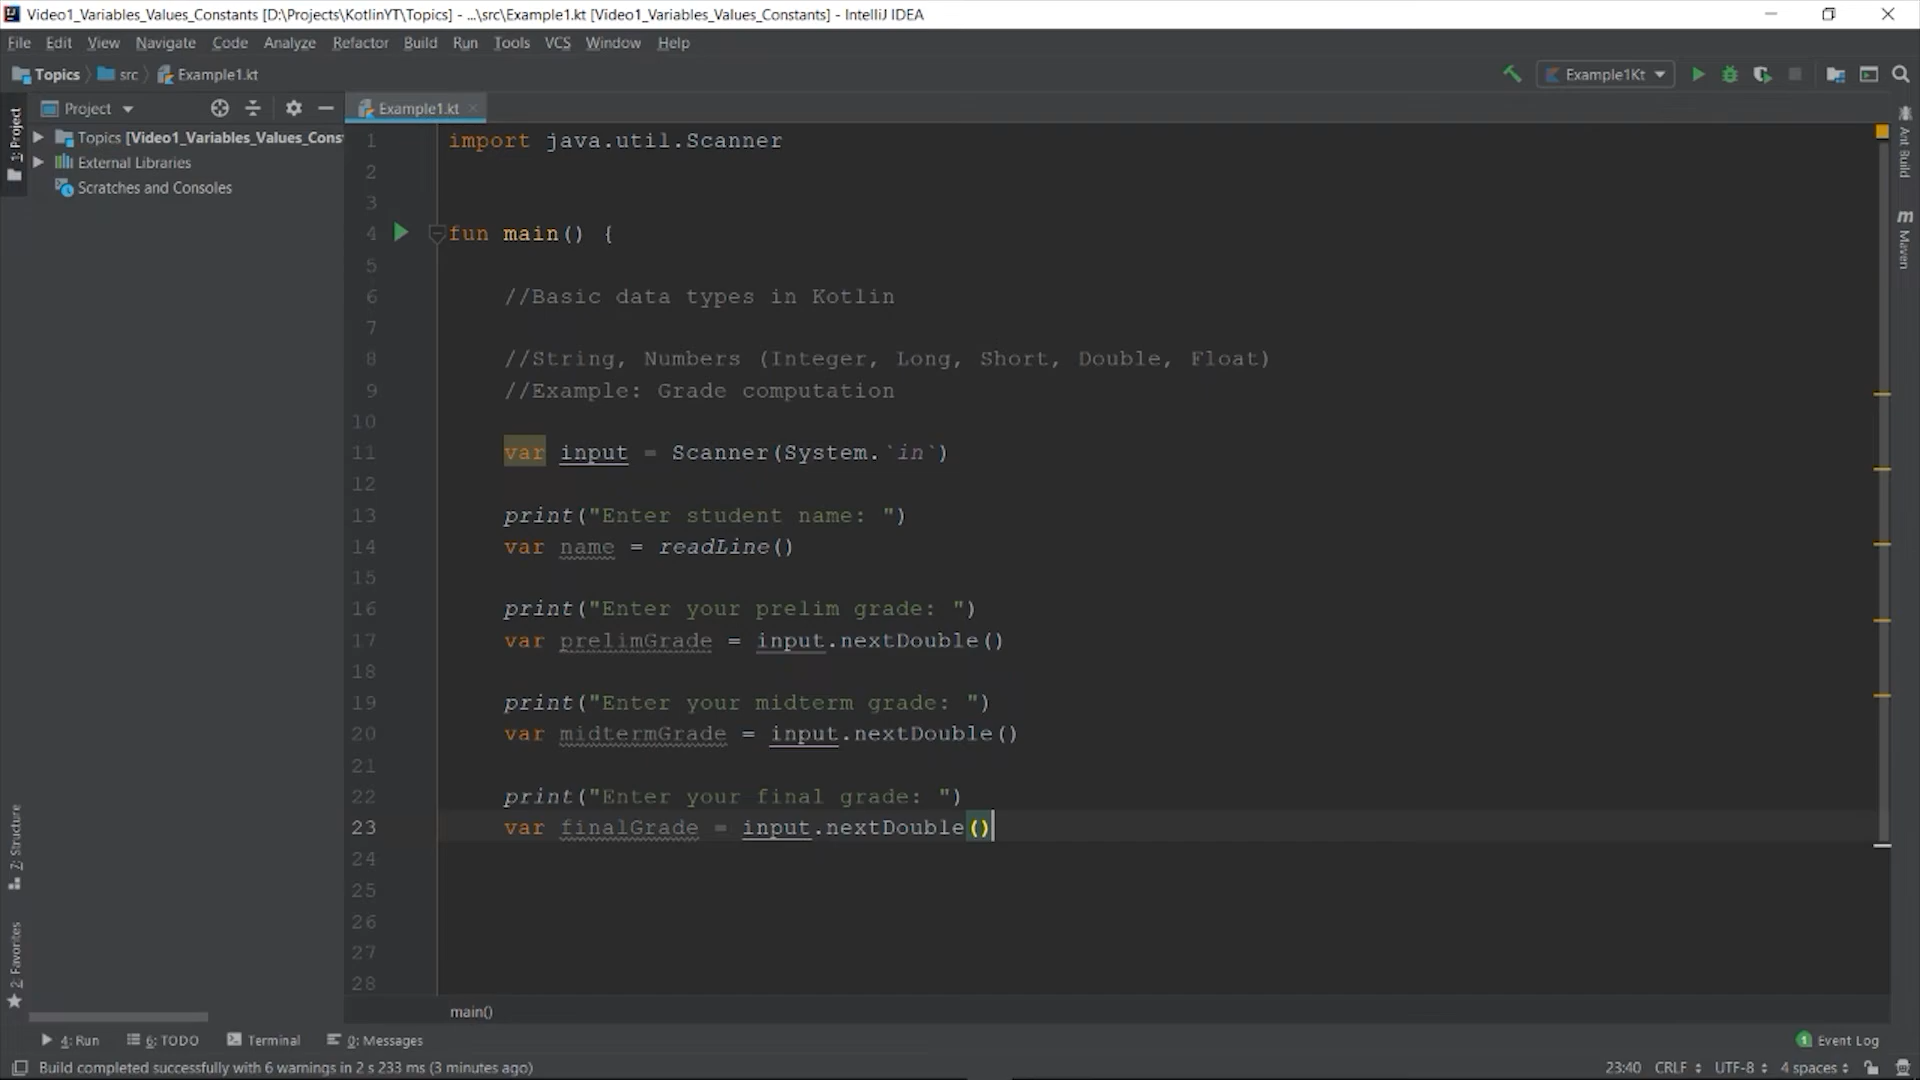 Video1_Variables_Values_Constants [D:\Projects\KotlinYT\Topics] - ...\src\Example1.kt [Video1_Variables_Values_Constants] - IntelliJ IDEA
File Edit View Navigate Code Analyze Refactor Build Run Tools VCS Window Help
Topics src Example1.kt Example1Kt
Project Example1.kt
1: Project
Topics [Video1_Variables_Values_Cons
External Libraries
Scratches and Consoles
Ant Build
m Maven
1 import java.util.Scanner
2
3
4 fun main() {
5
6 //Basic data types in Kotlin
7
8 //String, Numbers (Integer, Long, Short, Double, Float)
9 //Example: Grade computation
10
11 var input = Scanner(System.`in`)
12
13 print("Enter student name: ")
14 var name = readLine()
15
16 print("Enter your prelim grade: ")
17 var prelimGrade = input.nextDouble()
18
19 print("Enter your midterm grade: ")
20 var midtermGrade = input.nextDouble()
21
22 print("Enter your final grade: ")
23 var finalGrade = input.nextDouble()
24
25
26
27
28
7: Structure
2: Favorites
main()
4: Run 6: TODO Terminal 0: Messages 1 Event Log
Build completed successfully with 6 warnings in 2 s 233 ms (3 minutes ago) 23:40 CRLF UTF-8 4 spaces